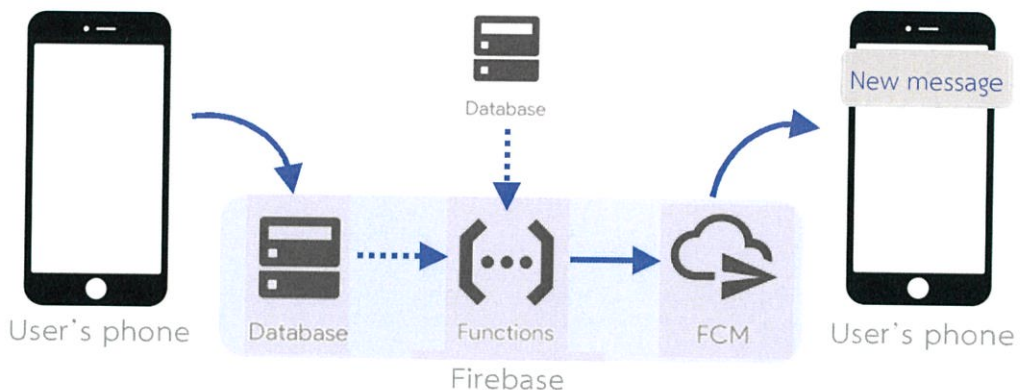 Database
New message
Database
Functions
FCM
User's phone
User's phone
Firebase